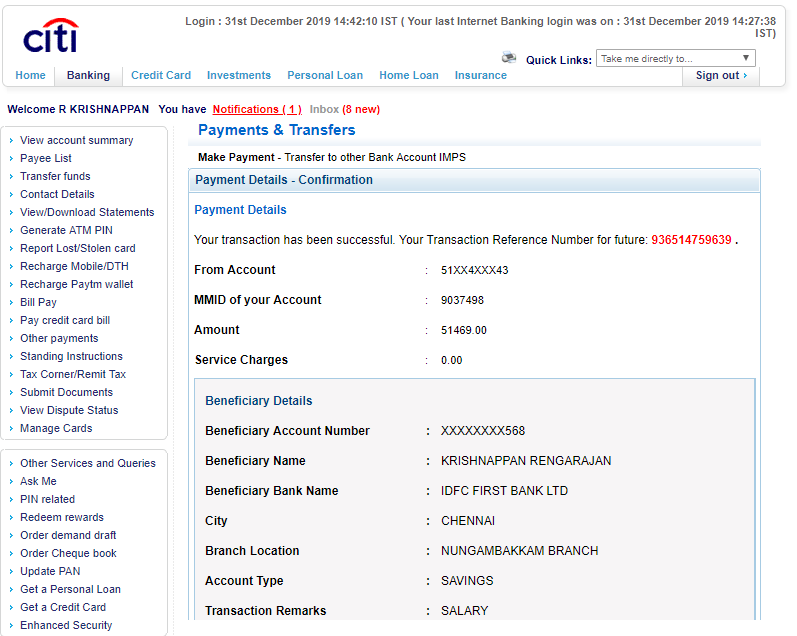 citi
Login : 31st December 2019 14:42:10 IST ( Your last Internet Banking login was on : 31st December 2019 14:27:38
IST)
Quick Links: Take me directly to...
Home Banking Credit Card Investments Personal Loan Home Loan Insurance Sign out
Welcome R KRISHNAPPAN You have Notifications ( 1 ) Inbox (8 new)
View account summary
Payee List
Transfer funds
Contact Details
View/Download Statements
Generate ATM PIN
Report Lost/Stolen card
Recharge Mobile/DTH
Recharge Paytm wallet
Bill Pay
Pay credit card bill
Other payments
Standing Instructions
Tax Corner/Remit Tax
Submit Documents
View Dispute Status
Manage Cards
Other Services and Queries
Ask Me
PIN related
Redeem rewards
Order demand draft
Order Cheque book
Update PAN
Get a Personal Loan
Get a Credit Card
Enhanced Security
Payments & Transfers
Make Payment - Transfer to other Bank Account IMPS
Payment Details - Confirmation
Payment Details
Your transaction has been successful. Your Transaction Reference Number for future: 936514759639 .
From Account : 51XX4XXX43
MMID of your Account : 9037498
Amount : 51469.00
Service Charges : 0.00
Beneficiary Details
Beneficiary Account Number : XXXXXXXX568
Beneficiary Name : KRISHNAPPAN RENGARAJAN
Beneficiary Bank Name : IDFC FIRST BANK LTD
City : CHENNAI
Branch Location : NUNGAMBAKKAM BRANCH
Account Type : SAVINGS
Transaction Remarks : SALARY